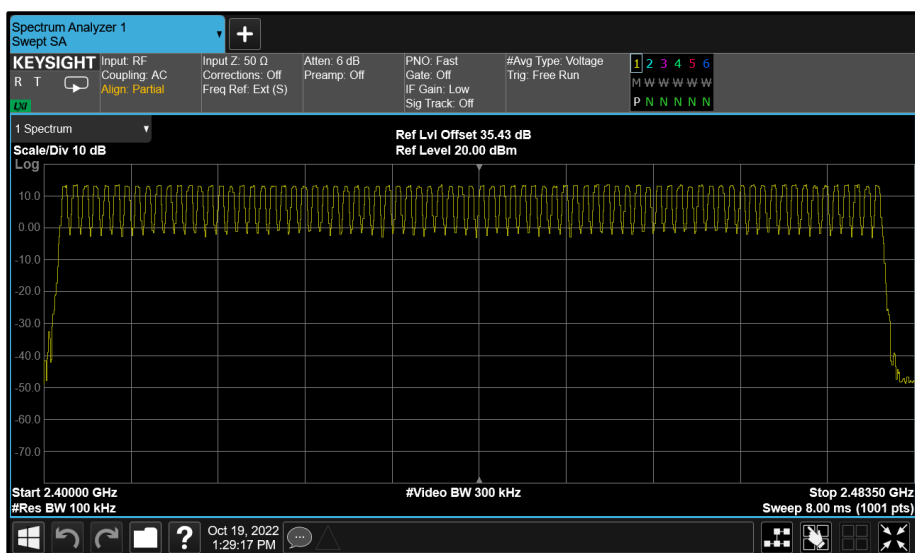 Spectrum Analyzer 1
Swept SA
KEYSIGHT
R T
LXI
Input: RF
Coupling: AC
Align: Partial
Input Z: 50 Ω
Corrections: Off
Freq Ref: Ext (S)
Atten: 6 dB
Preamp: Off
PNO: Fast
Gate: Off
IF Gain: Low
Sig Track: Off
#Avg Type: Voltage
Trig: Free Run
1 2 3 4 5 6
M W W W W W
P N N N N N
1 Spectrum
Scale/Div 10 dB
Ref Lvl Offset 35.43 dB
Ref Level 20.00 dBm
Log
10.0
0.00
-10.0
-20.0
-30.0
-40.0
-50.0
-60.0
-70.0
Start 2.40000 GHz
#Res BW 100 kHz
#Video BW 300 kHz
Stop 2.48350 GHz
Sweep 8.00 ms (1001 pts)
?
Oct 19, 2022
1:29:17 PM